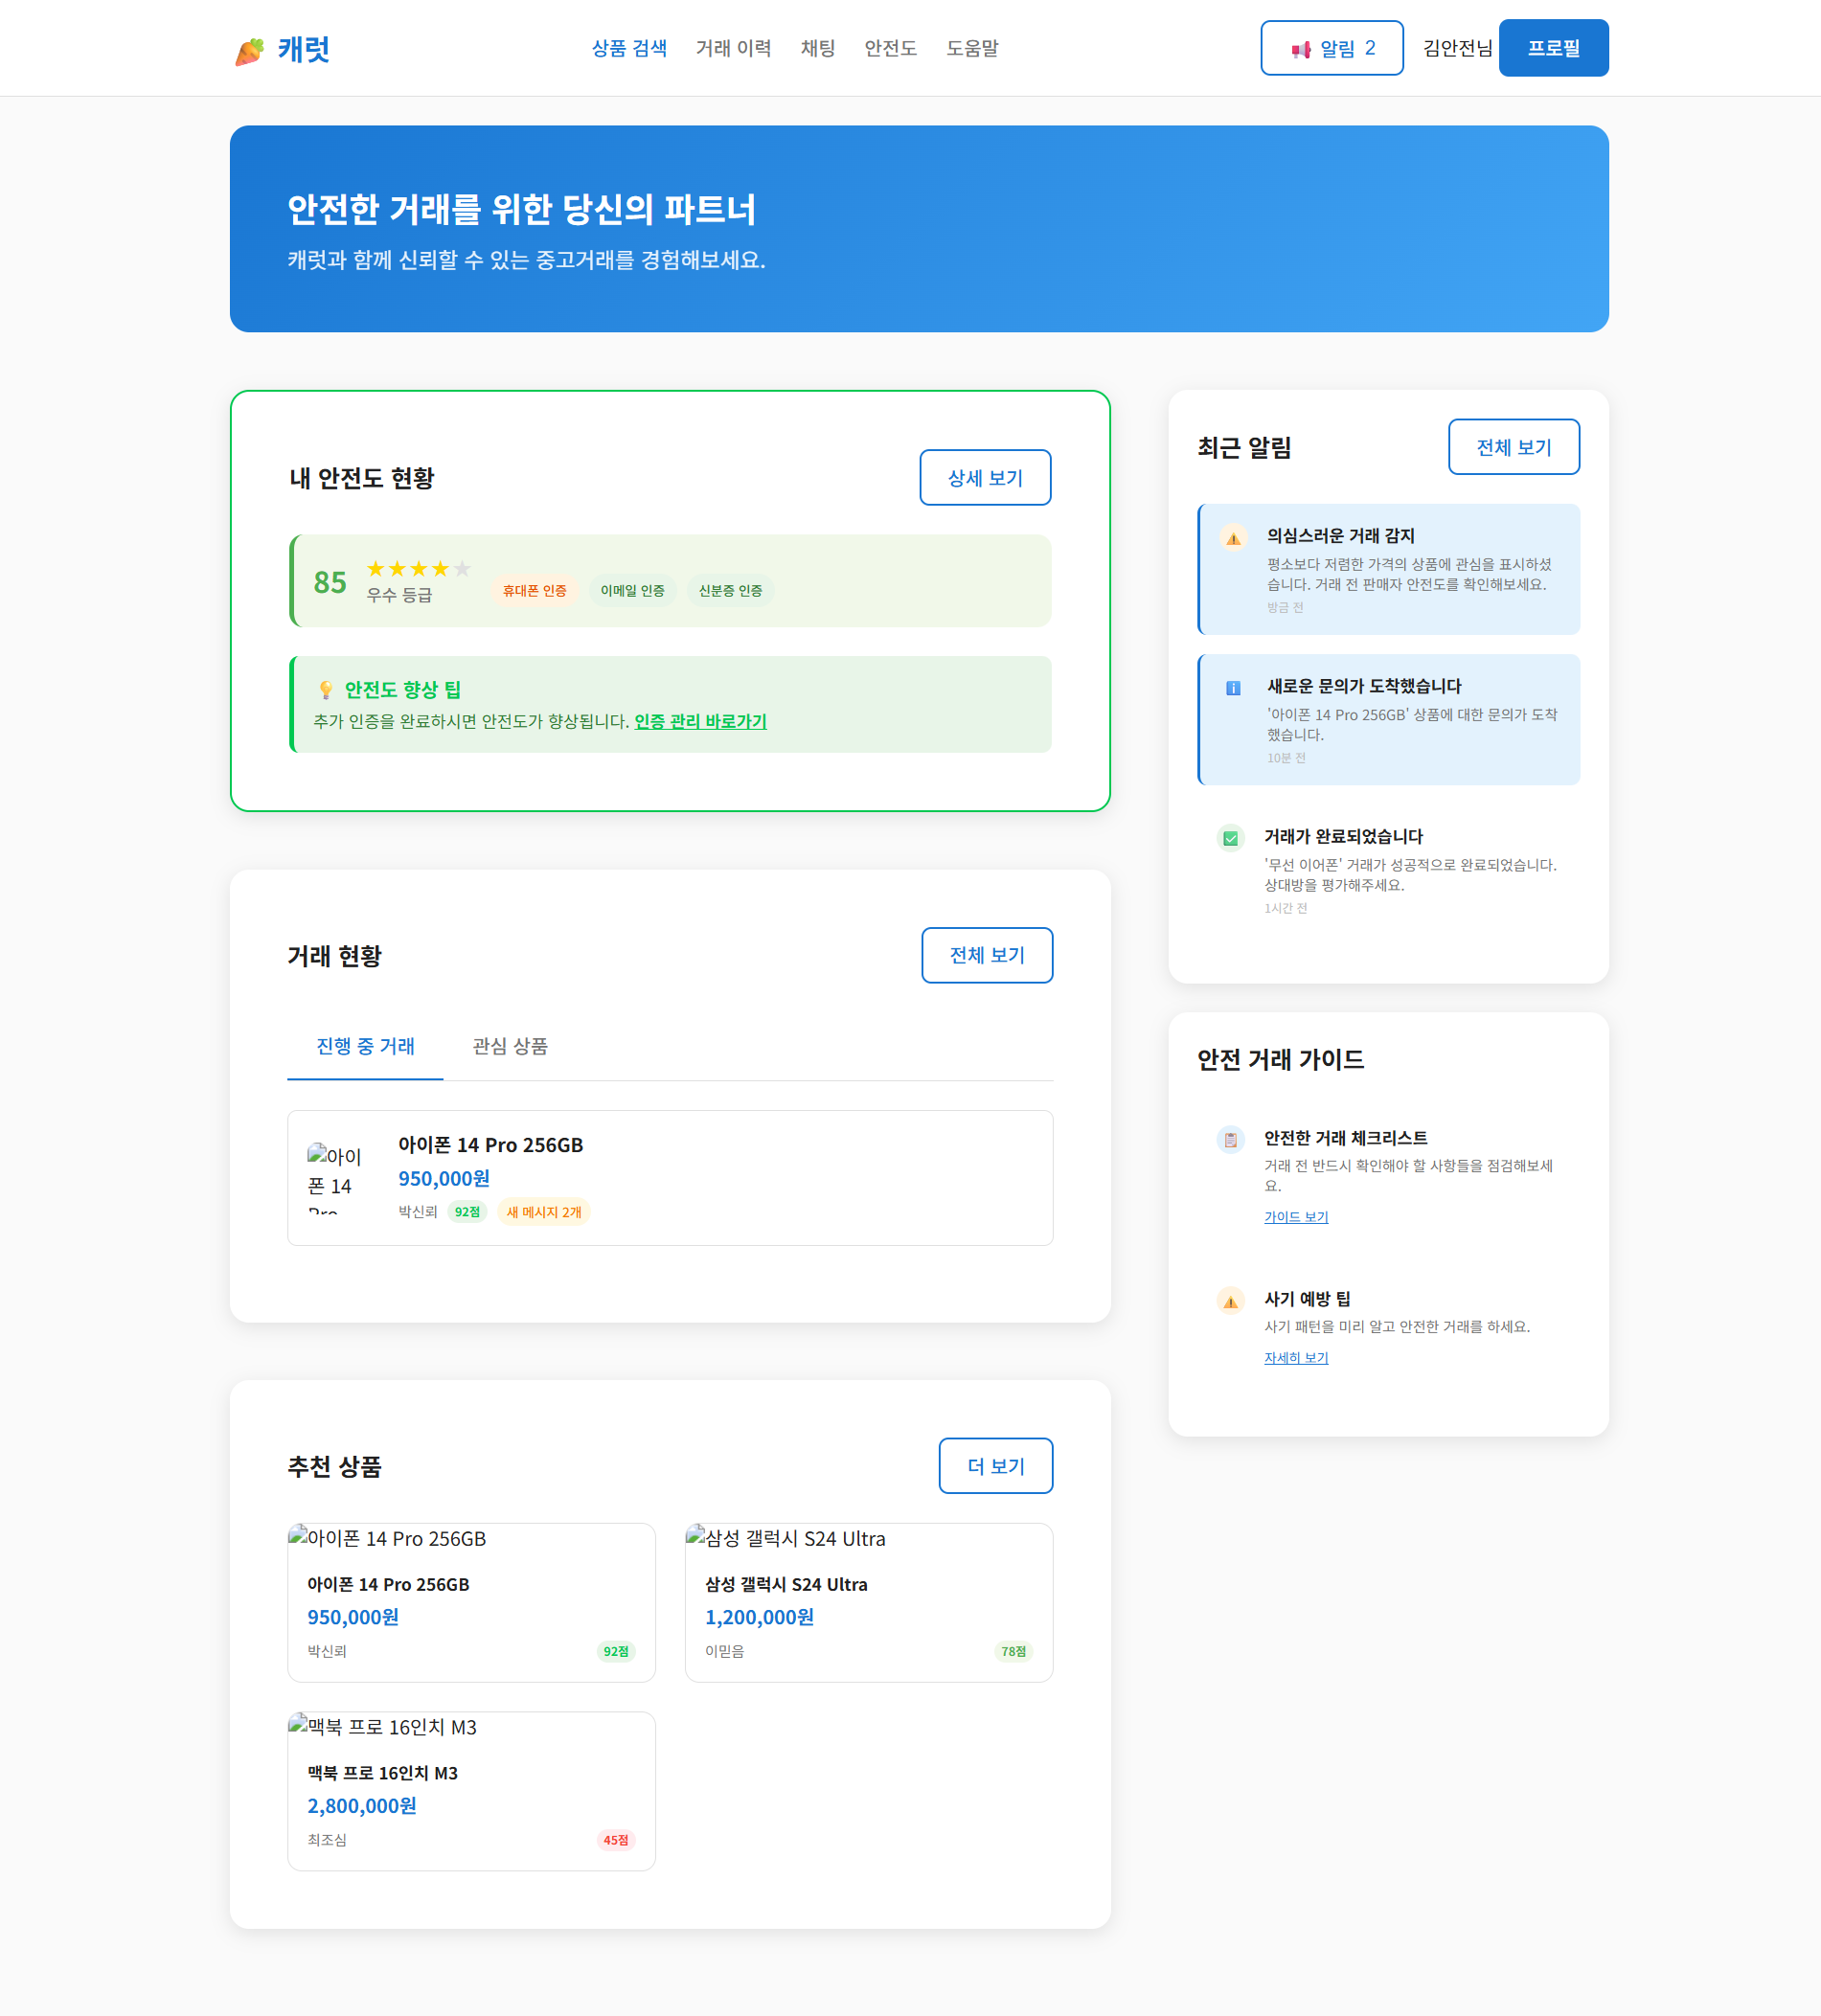 캐럿
상품 검색 거래 이력 채팅 안전도 도움말
알림 2 김안전님 프로필
안전한 거래를 위한 당신의 파트너
캐럿과 함께 신뢰할 수 있는 중고거래를 경험해보세요.
내 안전도 현황 상세 보기
85
★★★★★
우수 등급
휴대폰 인증 이메일 인증 신분증 인증
안전도 향상 팁
추가 인증을 완료하시면 안전도가 향상됩니다. 인증 관리 바로가기
거래 현황 전체 보기
진행 중 거래 관심 상품
아이
폰 14
아이폰 14 Pro 256GB
950,000원
박신뢰 92점 새 메시지 2개
추천 상품 더 보기
아이폰 14 Pro 256GB
아이폰 14 Pro 256GB
950,000원
박신뢰 92점
삼성 갤럭시 S24 Ultra
삼성 갤럭시 S24 Ultra
1,200,000원
이믿음 78점
맥북 프로 16인치 M3
맥북 프로 16인치 M3
2,800,000원
최조심 45점
최근 알림 전체 보기
의심스러운 거래 감지
평소보다 저렴한 가격의 상품에 관심을 표시하셨
습니다. 거래 전 판매자 안전도를 확인해보세요.
방금 전
새로운 문의가 도착했습니다
'아이폰 14 Pro 256GB' 상품에 대한 문의가 도착
했습니다.
10분 전
거래가 완료되었습니다
'무선 이어폰' 거래가 성공적으로 완료되었습니다.
상대방을 평가해주세요.
1시간 전
안전 거래 가이드
안전한 거래 체크리스트
거래 전 반드시 확인해야 할 사항들을 점검해보세
요.
가이드 보기
사기 예방 팁
사기 패턴을 미리 알고 안전한 거래를 하세요.
자세히 보기